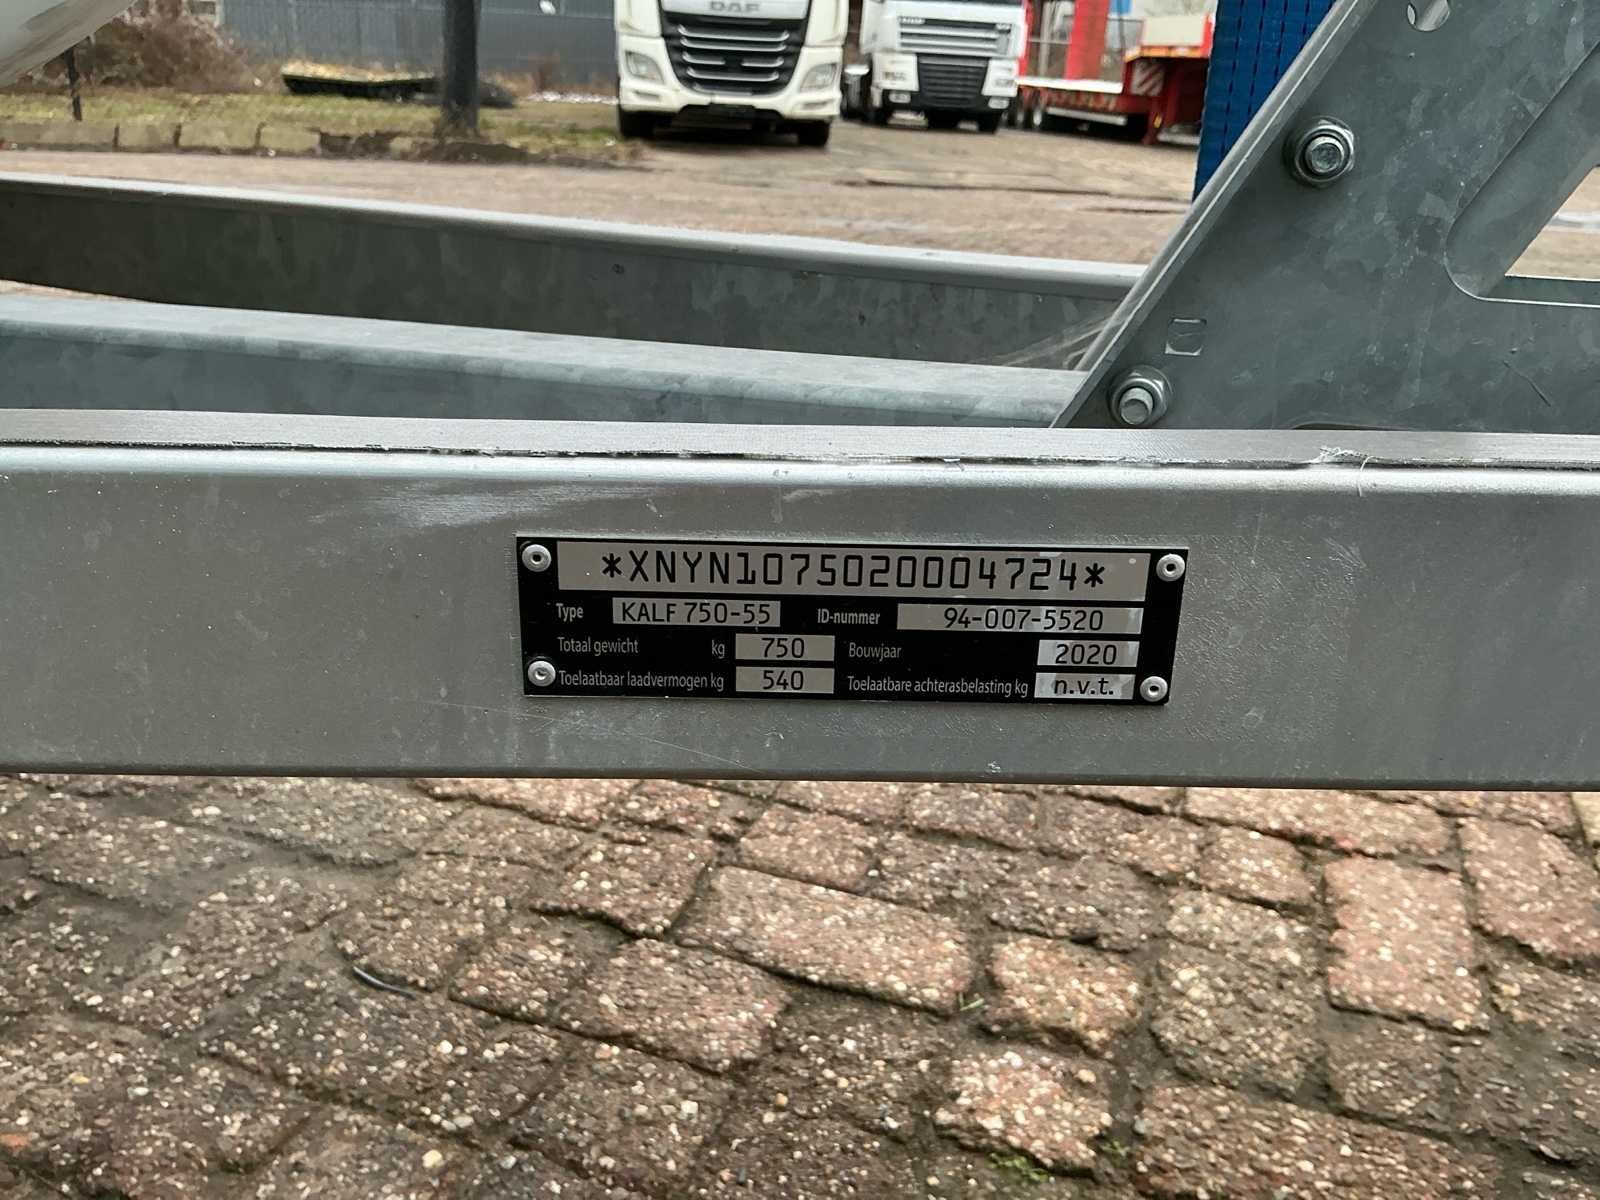 DAF
*XNYN1075020004724*
Type KALF 750-55 ID-nummer 94-007-5520
Totaal gewicht kg 750 Bouwjaar 2020
Toelaatbaar laadvermogen kg 540 Toelaatbare achterasbelasting kg n.v.t.